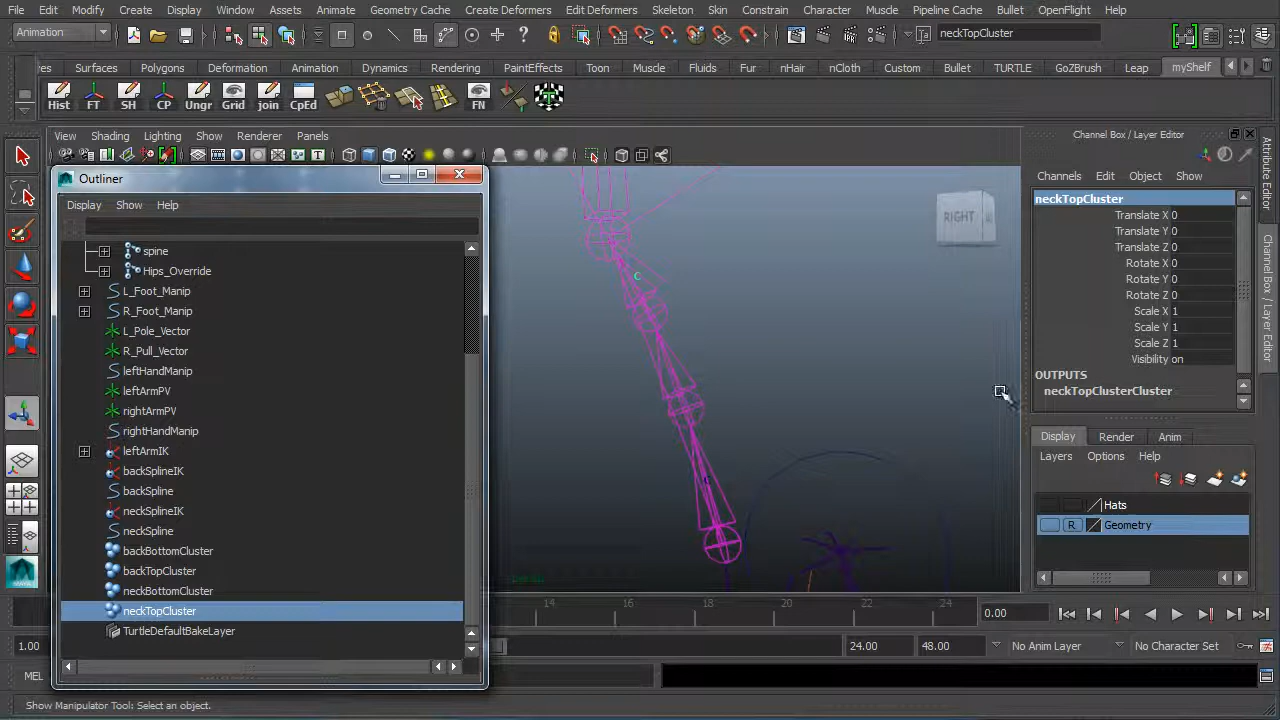 File Edit Modify Create Display Window Assets Animate Geometry Cache Create Deformers Edit Deformers Skeleton Skin Constrain Character Muscle Pipeline Cache Bullet OpenFlight Help
Animation neckTopCluster
es Surfaces Polygons Deformation Animation Dynamics Rendering PaintEffects Toon Muscle Fluids Fur nHair nCloth Custom Bullet TURTLE GoZBrush Leap myShelf
Hist FT SH CP Ungr Grid join CpEd FN
View Shading Lighting Show Renderer Panels
Channel Box / Layer Editor
Outliner
Display Show Help
spine
Hips_Override
L_Foot_Manip
R_Foot_Manip
L_Pole_Vector
R_Pull_Vector
leftHandManip
leftArmPV
rightArmPV
rightHandManip
leftArmIK
backSplineIK
backSpline
neckSplineIK
neckSpline
backBottomCluster
backTopCluster
neckBottomCluster
neckTopCluster
TurtleDefaultBakeLayer
RIGHT
C
Channels Edit Object Show
neckTopCluster
Translate X 0
Translate Y 0
Translate Z 0
Rotate X 0
Rotate Y 0
Rotate Z 0
Scale X 1
Scale Y 1
Scale Z 1
Visibility on
OUTPUTS
neckTopClusterCluster
Display Render Anim
Layers Options Help
Hats
R Geometry
Attribute Editor
Channel Box / Layer Editor
14 16 18 20 22 24 0.00
1.00 24.00 48.00 No Anim Layer No Character Set
MEL
Show Manipulator Tool: Select an object.